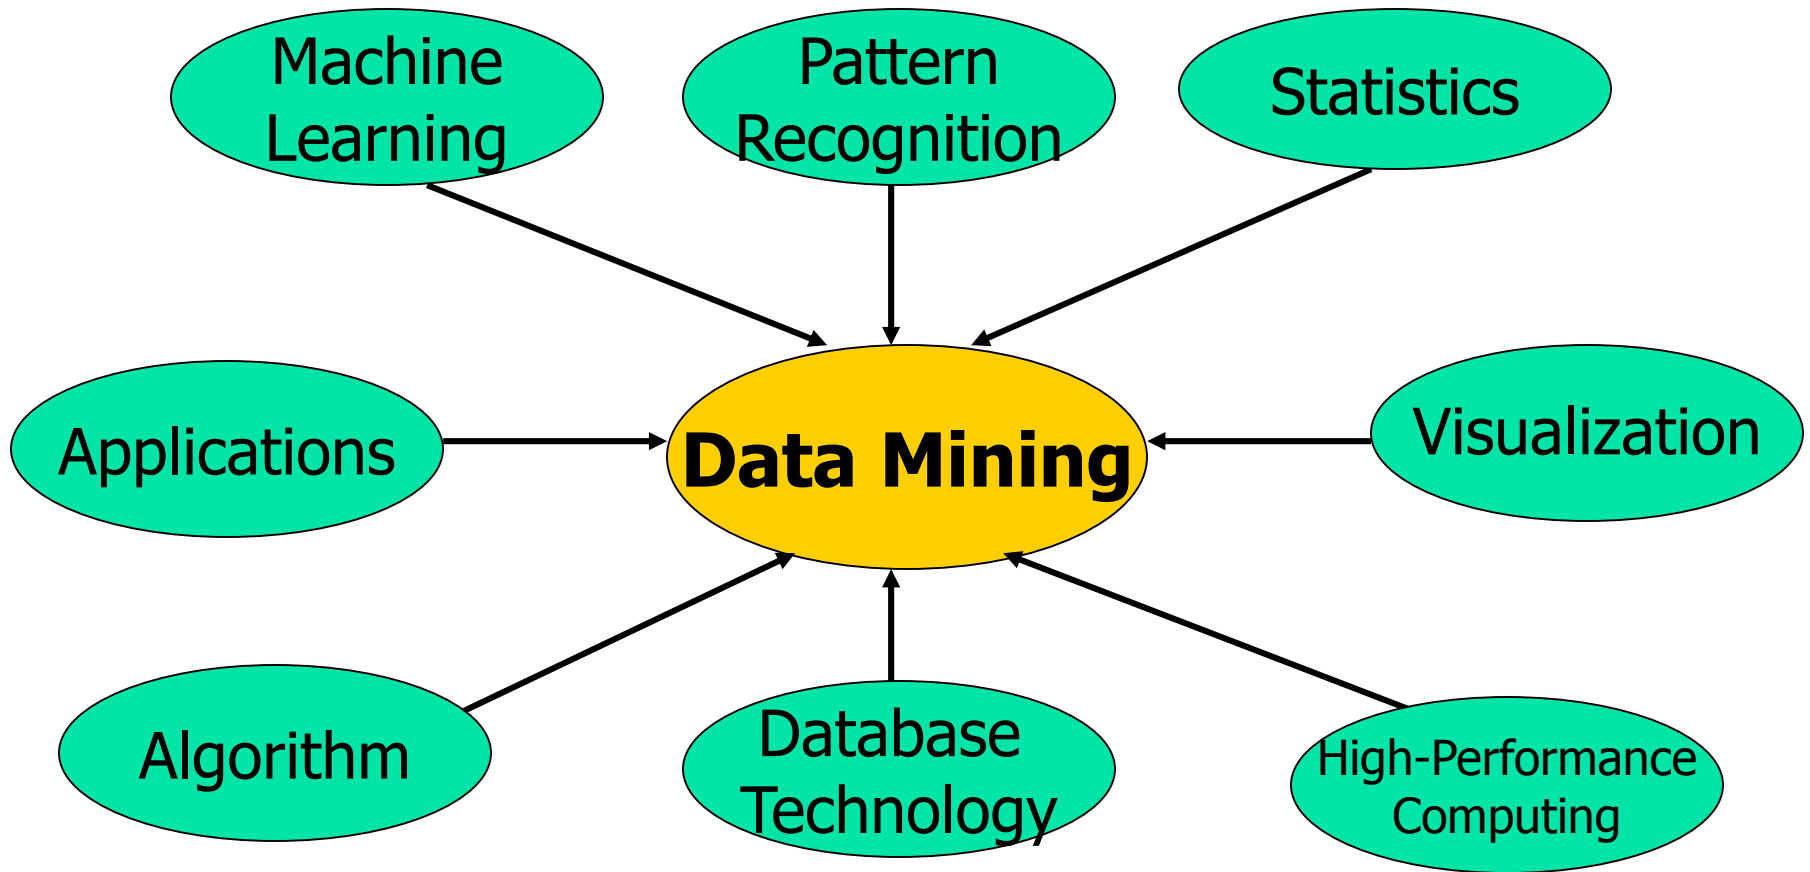 Machine
Learning
Pattern
Recognition
Statistics
Applications
Data Mining
Visualization
Algorithm
Database
Technology
High-Performance
Computing